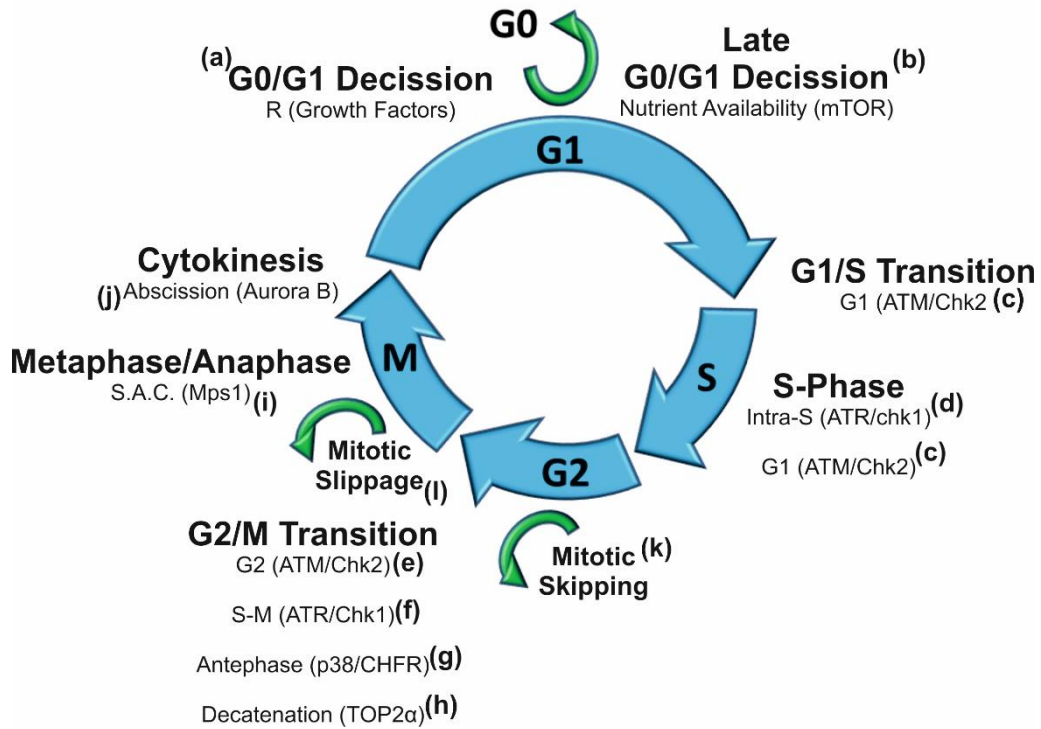 G0
(a) G0/G1 Decission
R (Growth Factors)
Late
G0/G1 Decission (b)
Nutrient Availability (mTOR)
G1
G1/S Transition
G1 (ATM/Chk2 (c)
S
S-Phase
Intra-S (ATR/chk1) (d)
G1 (ATM/Chk2) (c)
G2
Mitotic (k)
Skipping
G2/M Transition
G2 (ATM/Chk2) (e)
S-M (ATR/Chk1) (f)
Antephase (p38/CHFR) (g)
Decatenation (TOP2α) (h)
Mitotic
Slippage (l)
M
Metaphase/Anaphase
S.A.C. (Mps1) (i)
Cytokinesis
(j) Abscission (Aurora B)